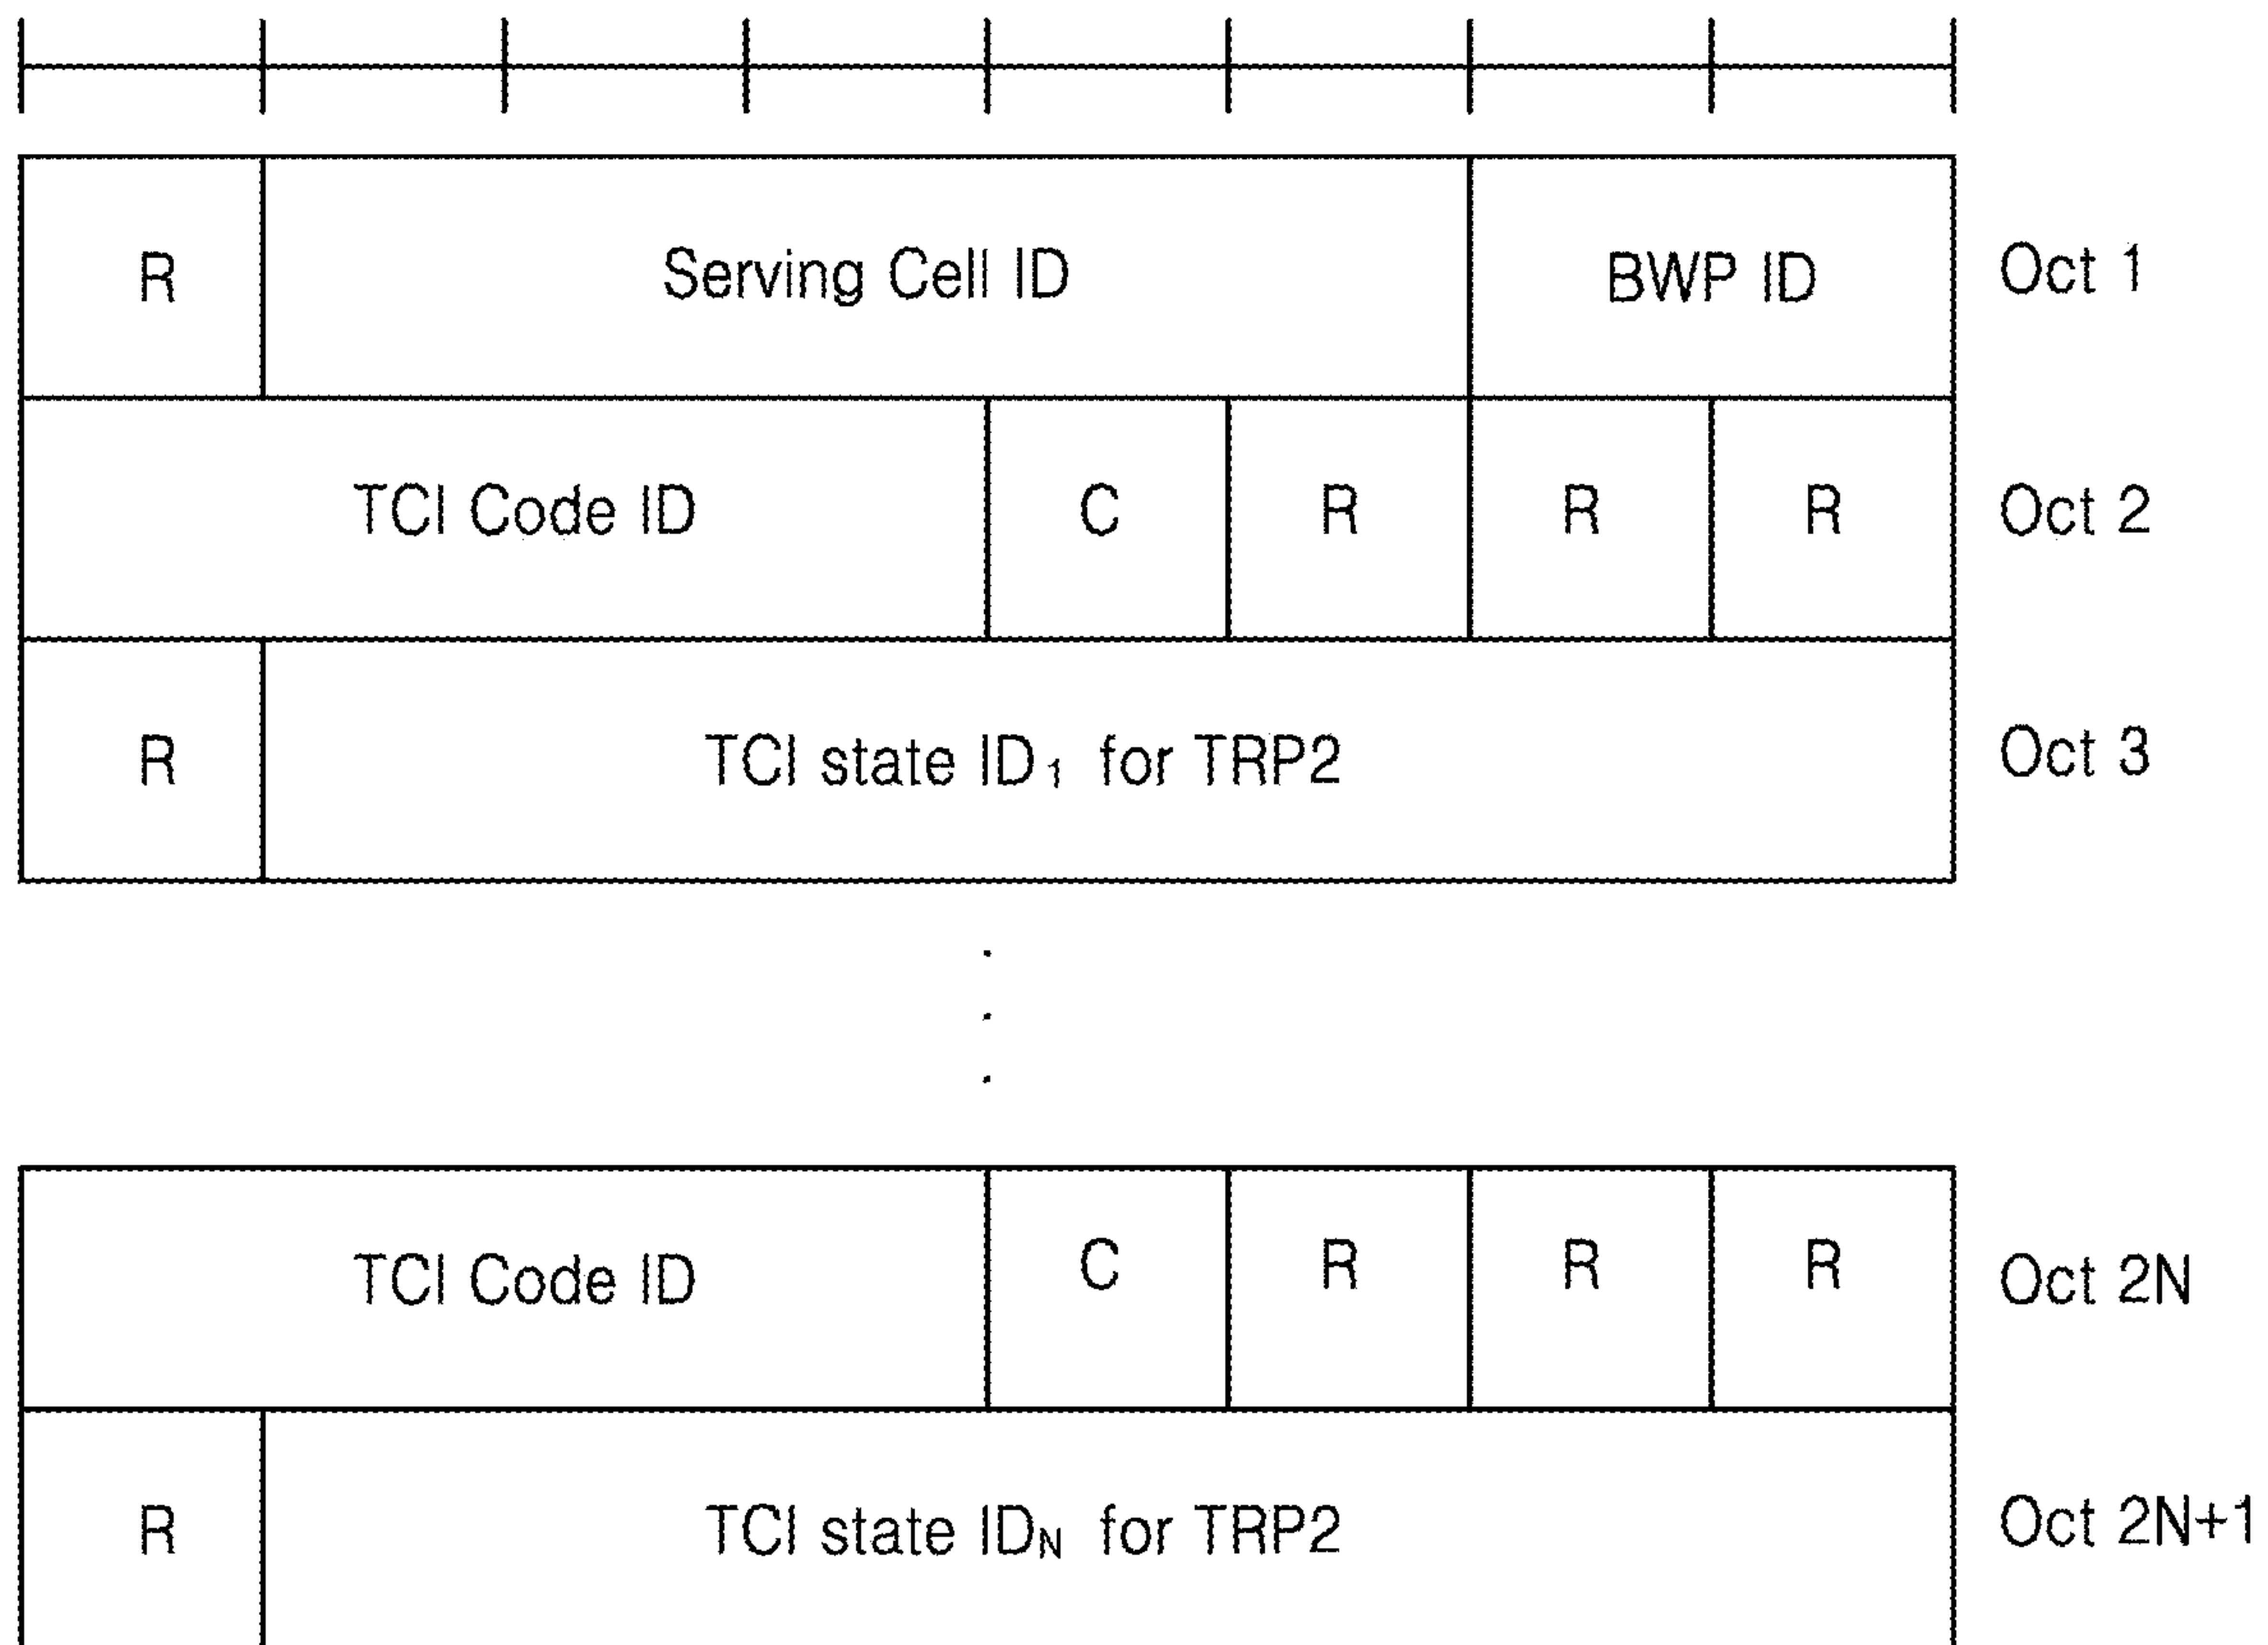 R Serving Cell ID BWP ID Oct 1
TCI Code ID C R R R Oct 2
R TCI state ID₁ for TRP2 Oct 3
TCI Code ID C R R R Oct 2N
R TCI state IDN for TRP2 Oct 2N+1